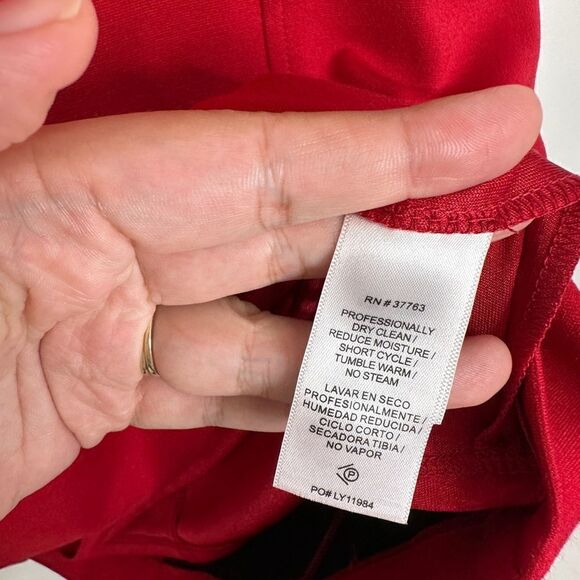 RN # 37763
PROFESSIONALLY
DRY CLEAN /
REDUCE MOISTURE /
SHORT CYCLE /
TUMBLE WARM /
NO STEAM
LAVAR EN SECO
PROFESIONALMENTE /
HUMEDAD REDUCIDA /
CICLO CORTO /
SECADORA TIBIA /
NO VAPOR
P
PO# LY11984